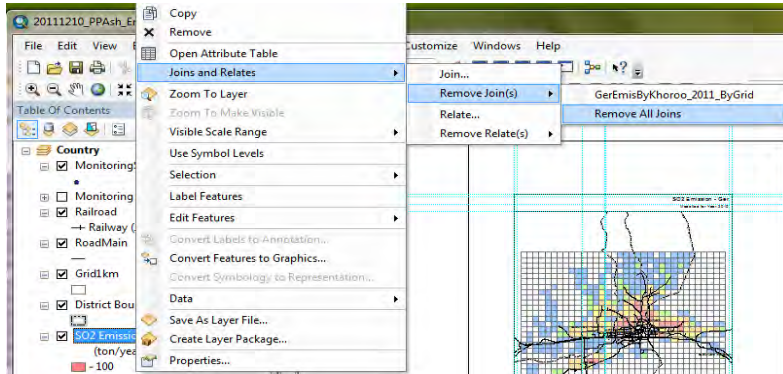 20111210_PPAsh_Er
File Edit View
Customize Windows Help
Table Of Contents
Country
Monitoring
Monitoring
Railroad
Railway (
RoadMain
Grid1km
District Bou
SO2 Emissio
(ton/yea
- 100
Copy
Remove
Open Attribute Table
Joins and Relates
Zoom To Layer
Zoom To Make Visible
Visible Scale Range
Use Symbol Levels
Selection
Label Features
Edit Features
Convert Labels to Annotation...
Convert Features to Graphics...
Convert Symbology to Representation...
Data
Save As Layer File...
Create Layer Package...
Properties...
Join...
Remove Join(s)
Relate...
Remove Relate(s)
GerEmisByKhoroo_2011_ByGrid
Remove All Joins
SO2 Emission - Ger